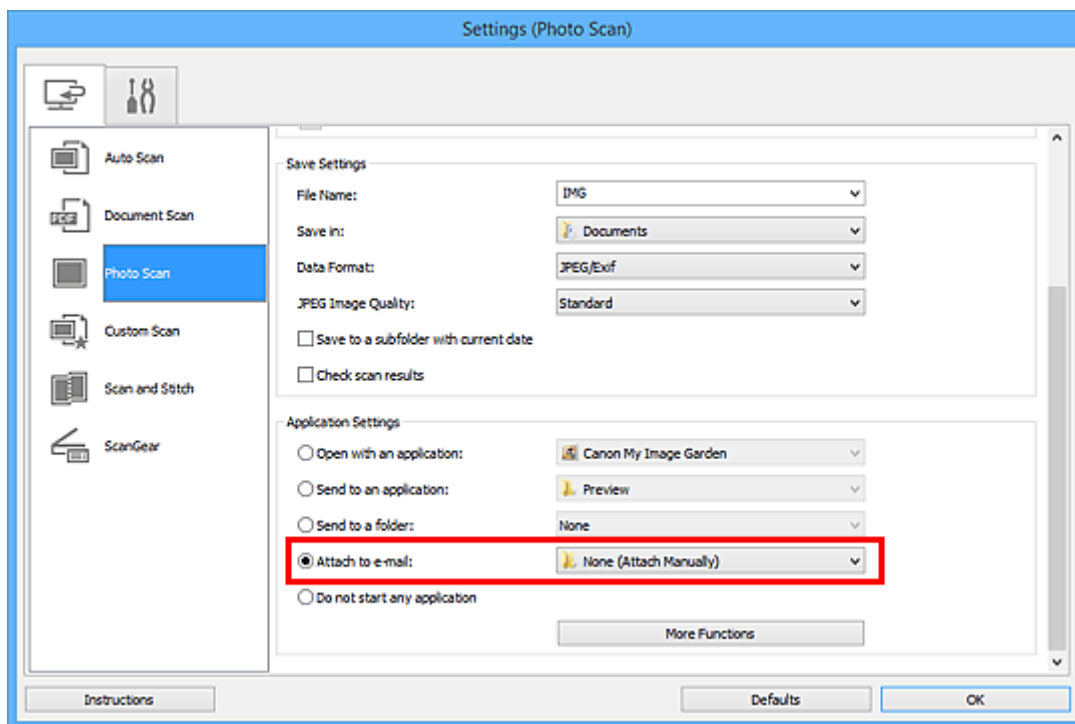 Settings (Photo Scan)
Auto Scan
PDF
Document Scan
Photo Scan
Custom Scan
Scan and Stitch
ScanGear
Save Settings
File Name: IMG
Save in: Documents
Data Format: JPEG/Exif
JPEG Image Quality: Standard
Save to a subfolder with current date
Check scan results
Application Settings
Open with an application: Canon My Image Garden
Send to an application: Preview
Send to a folder: None
Attach to e-mail: None (Attach Manually)
Do not start any application
More Functions
Instructions Defaults OK